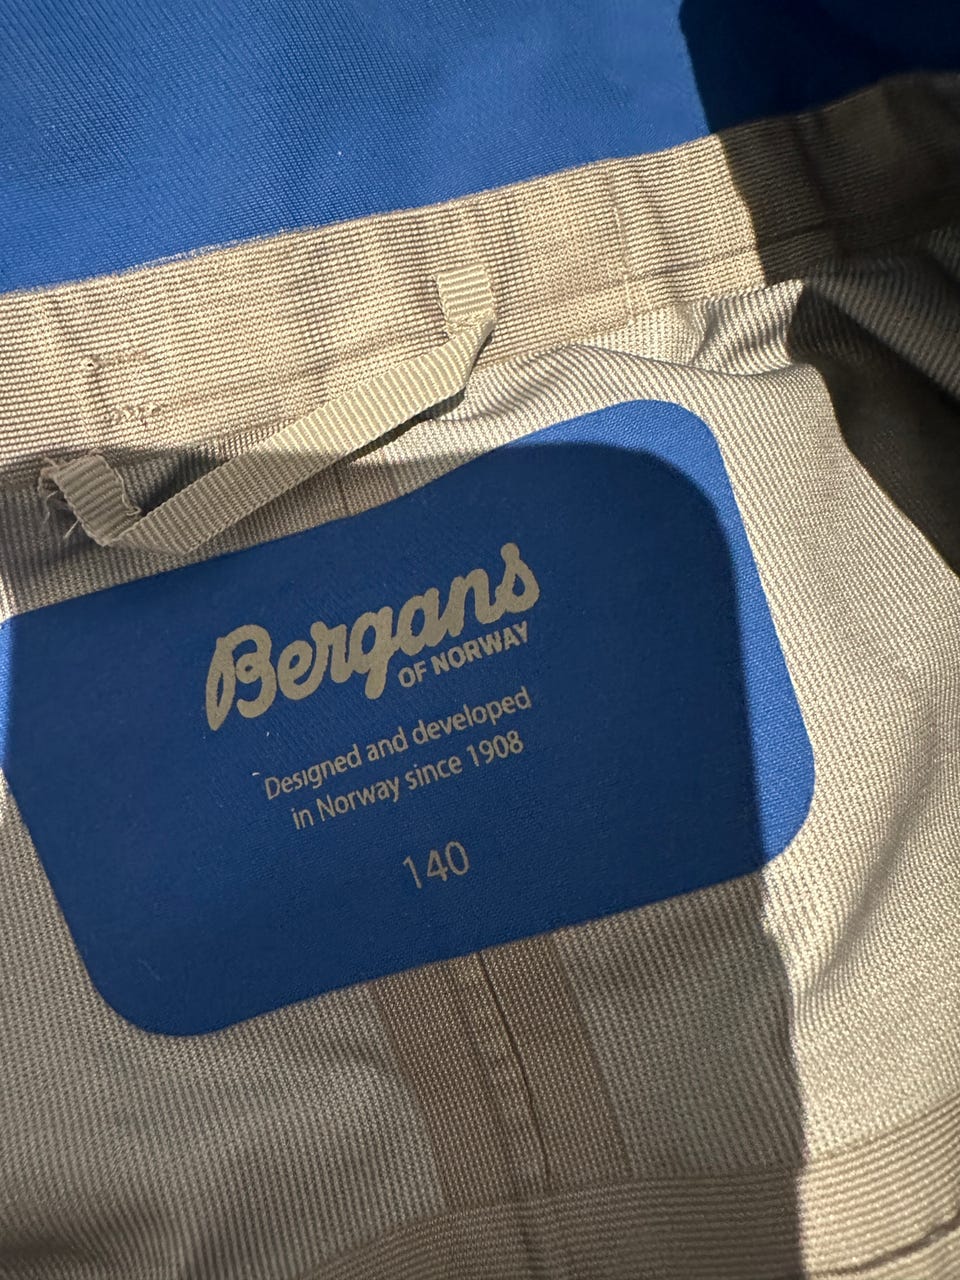 Bergans
OF NORWAY
Designed and developed
in Norway since 1908
140